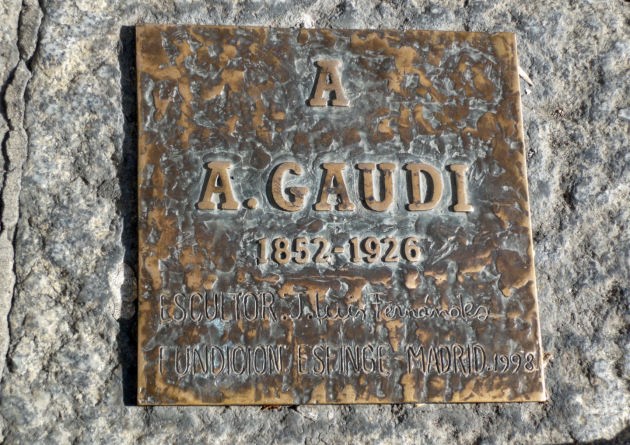 A
A. GAUDI
1852-1926
ESCULTOR: J. Luis Fernández
FUNDICION ESFINGE - MADRID. 1998